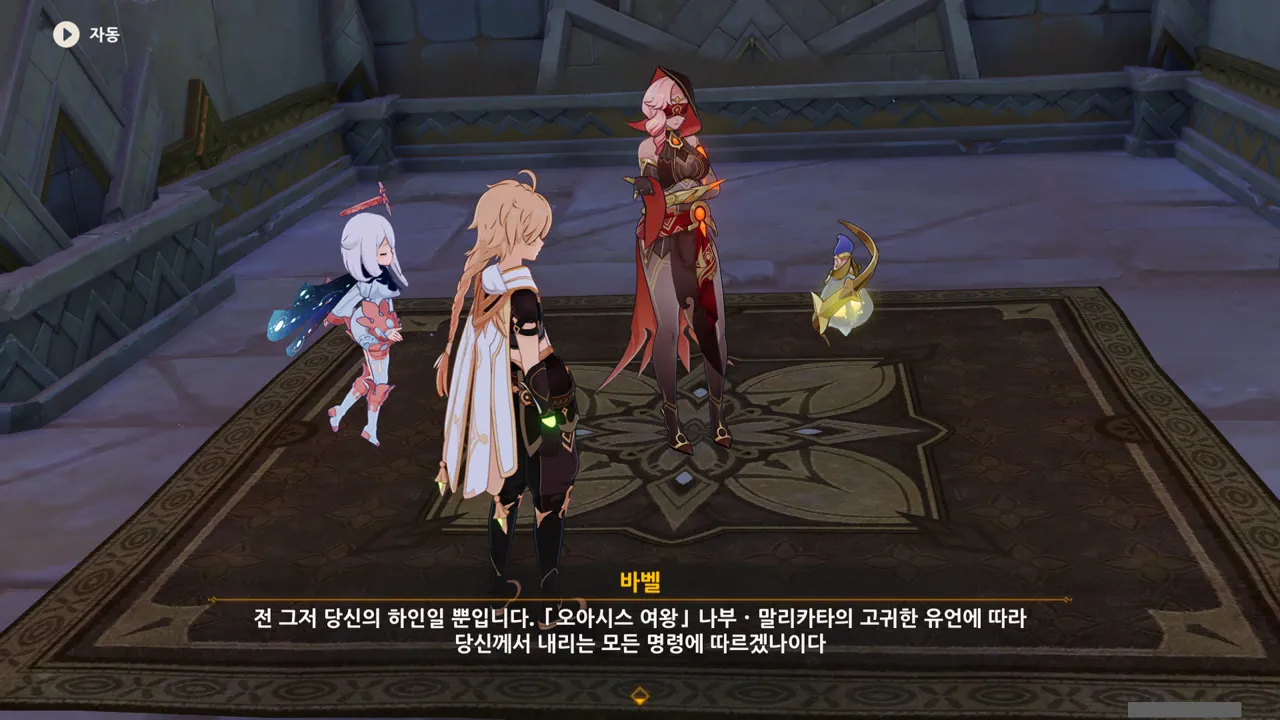 자동
바벨
전 그저 당신의 하인일 뿐입니다. 「오아시스 여왕」 나부·말리카타의 고귀한 유언에 따라
당신께서 내리는 모든 명령에 따르겠나이다